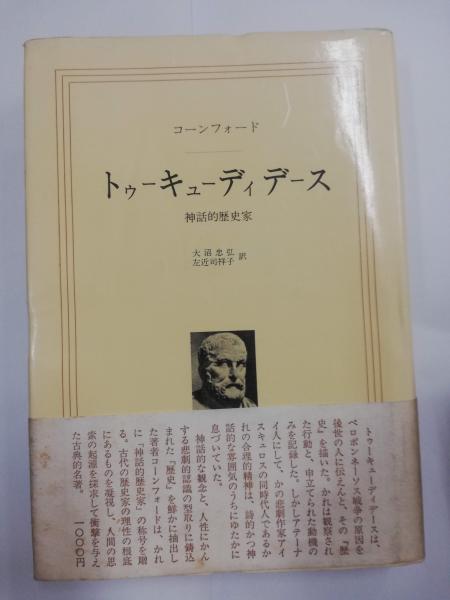 コーンフォード
トゥーキューディデース
神話的歴史家
大沼忠弘
左近司祥子 訳
トゥーキューディデースは、
ペロポンネーソス戦争の原因を
後世の人に伝えんと、その『歴
史』を描いた。かれは観察され
た行動と、申立てられた動機の
みを記録した。しかしアテーナ
イ人にして、かの悲劇作家アイ
スキュロスの同時代人であるか
れの合理的精神は、詩的かつ神
話的な雰囲気のうちにゆたかに
息づいていた。
神話的な観念と、人性にかん
する悲劇的認識の型取りに鋳込
まれた『歴史』を鮮かに摘出し
た著者コーンフォードは、かれ
に「神話的歴史家」の称号を贈
る。古代の歴史家の理性の根底
にあるものを凝視し、人間の思
索の起源を探求して衝撃を与え
た古典的名著。 一〇〇〇円